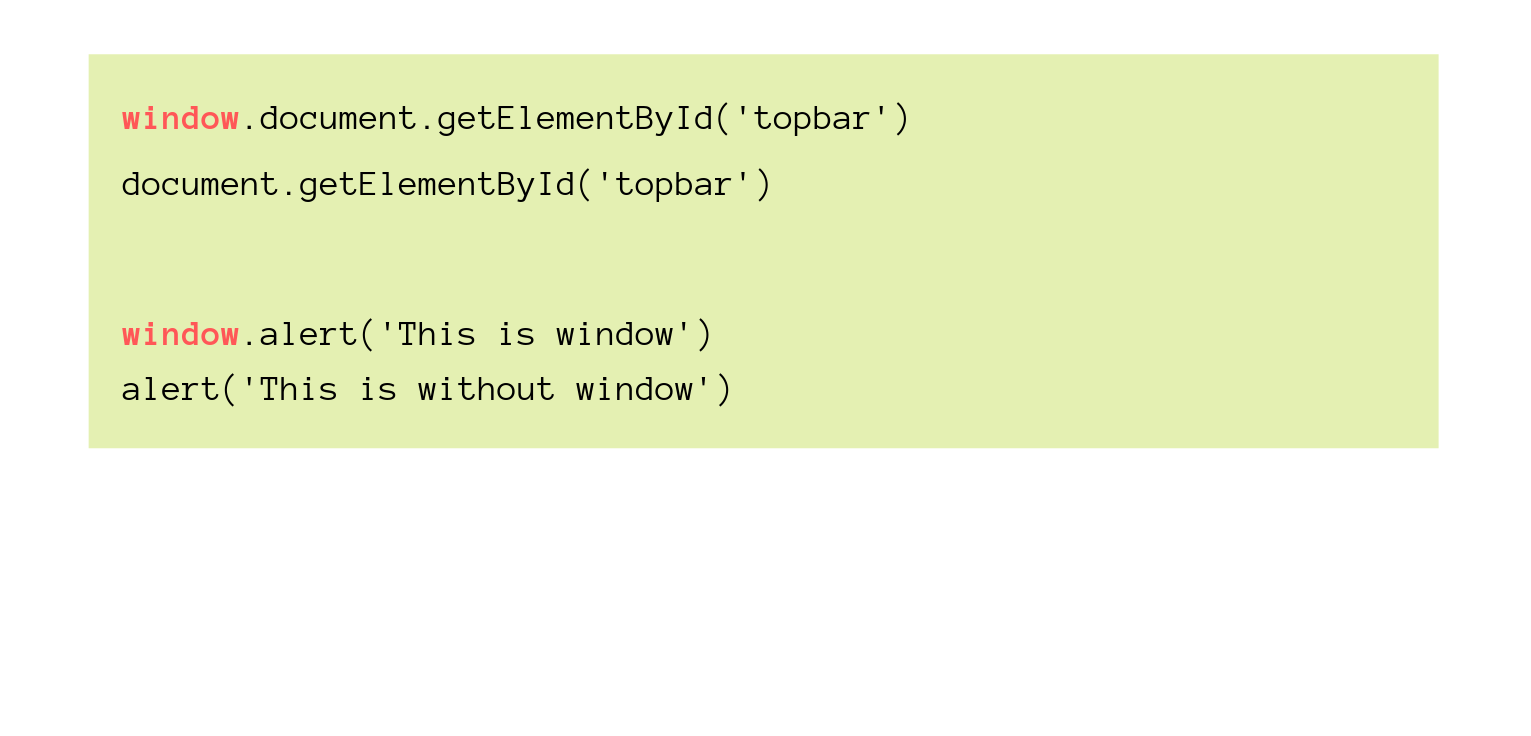 window.document.getElementById('topbar')
document.getElementById('topbar')
window.alert('This is window')
alert('This is without window')